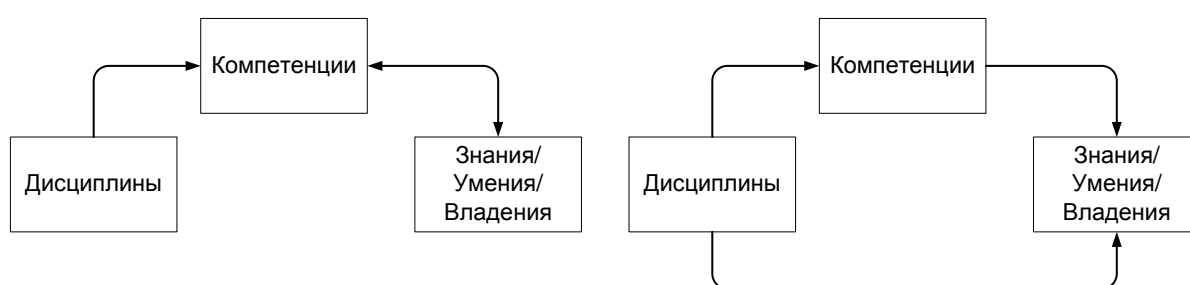 Компетенции
Дисциплины
Знания/
Умения/
Владения
Компетенции
Дисциплины
Знания/
Умения/
Владения